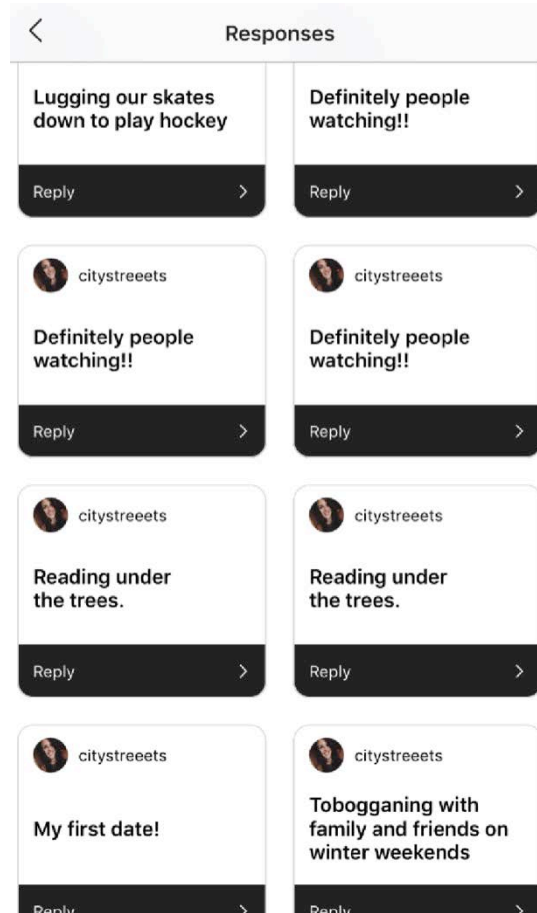 Responses
Lugging our skates
down to play hockey
Reply
Definitely people
watching!!
Reply
citystreeets
Definitely people
watching!!
Reply
citystreeets
Definitely people
watching!!
Reply
citystreeets
Reading under
the trees.
Reply
citystreeets
Reading under
the trees.
Reply
citystreeets
My first date!
Reply
citystreeets
Tobogganing with
family and friends on
winter weekends
Reply